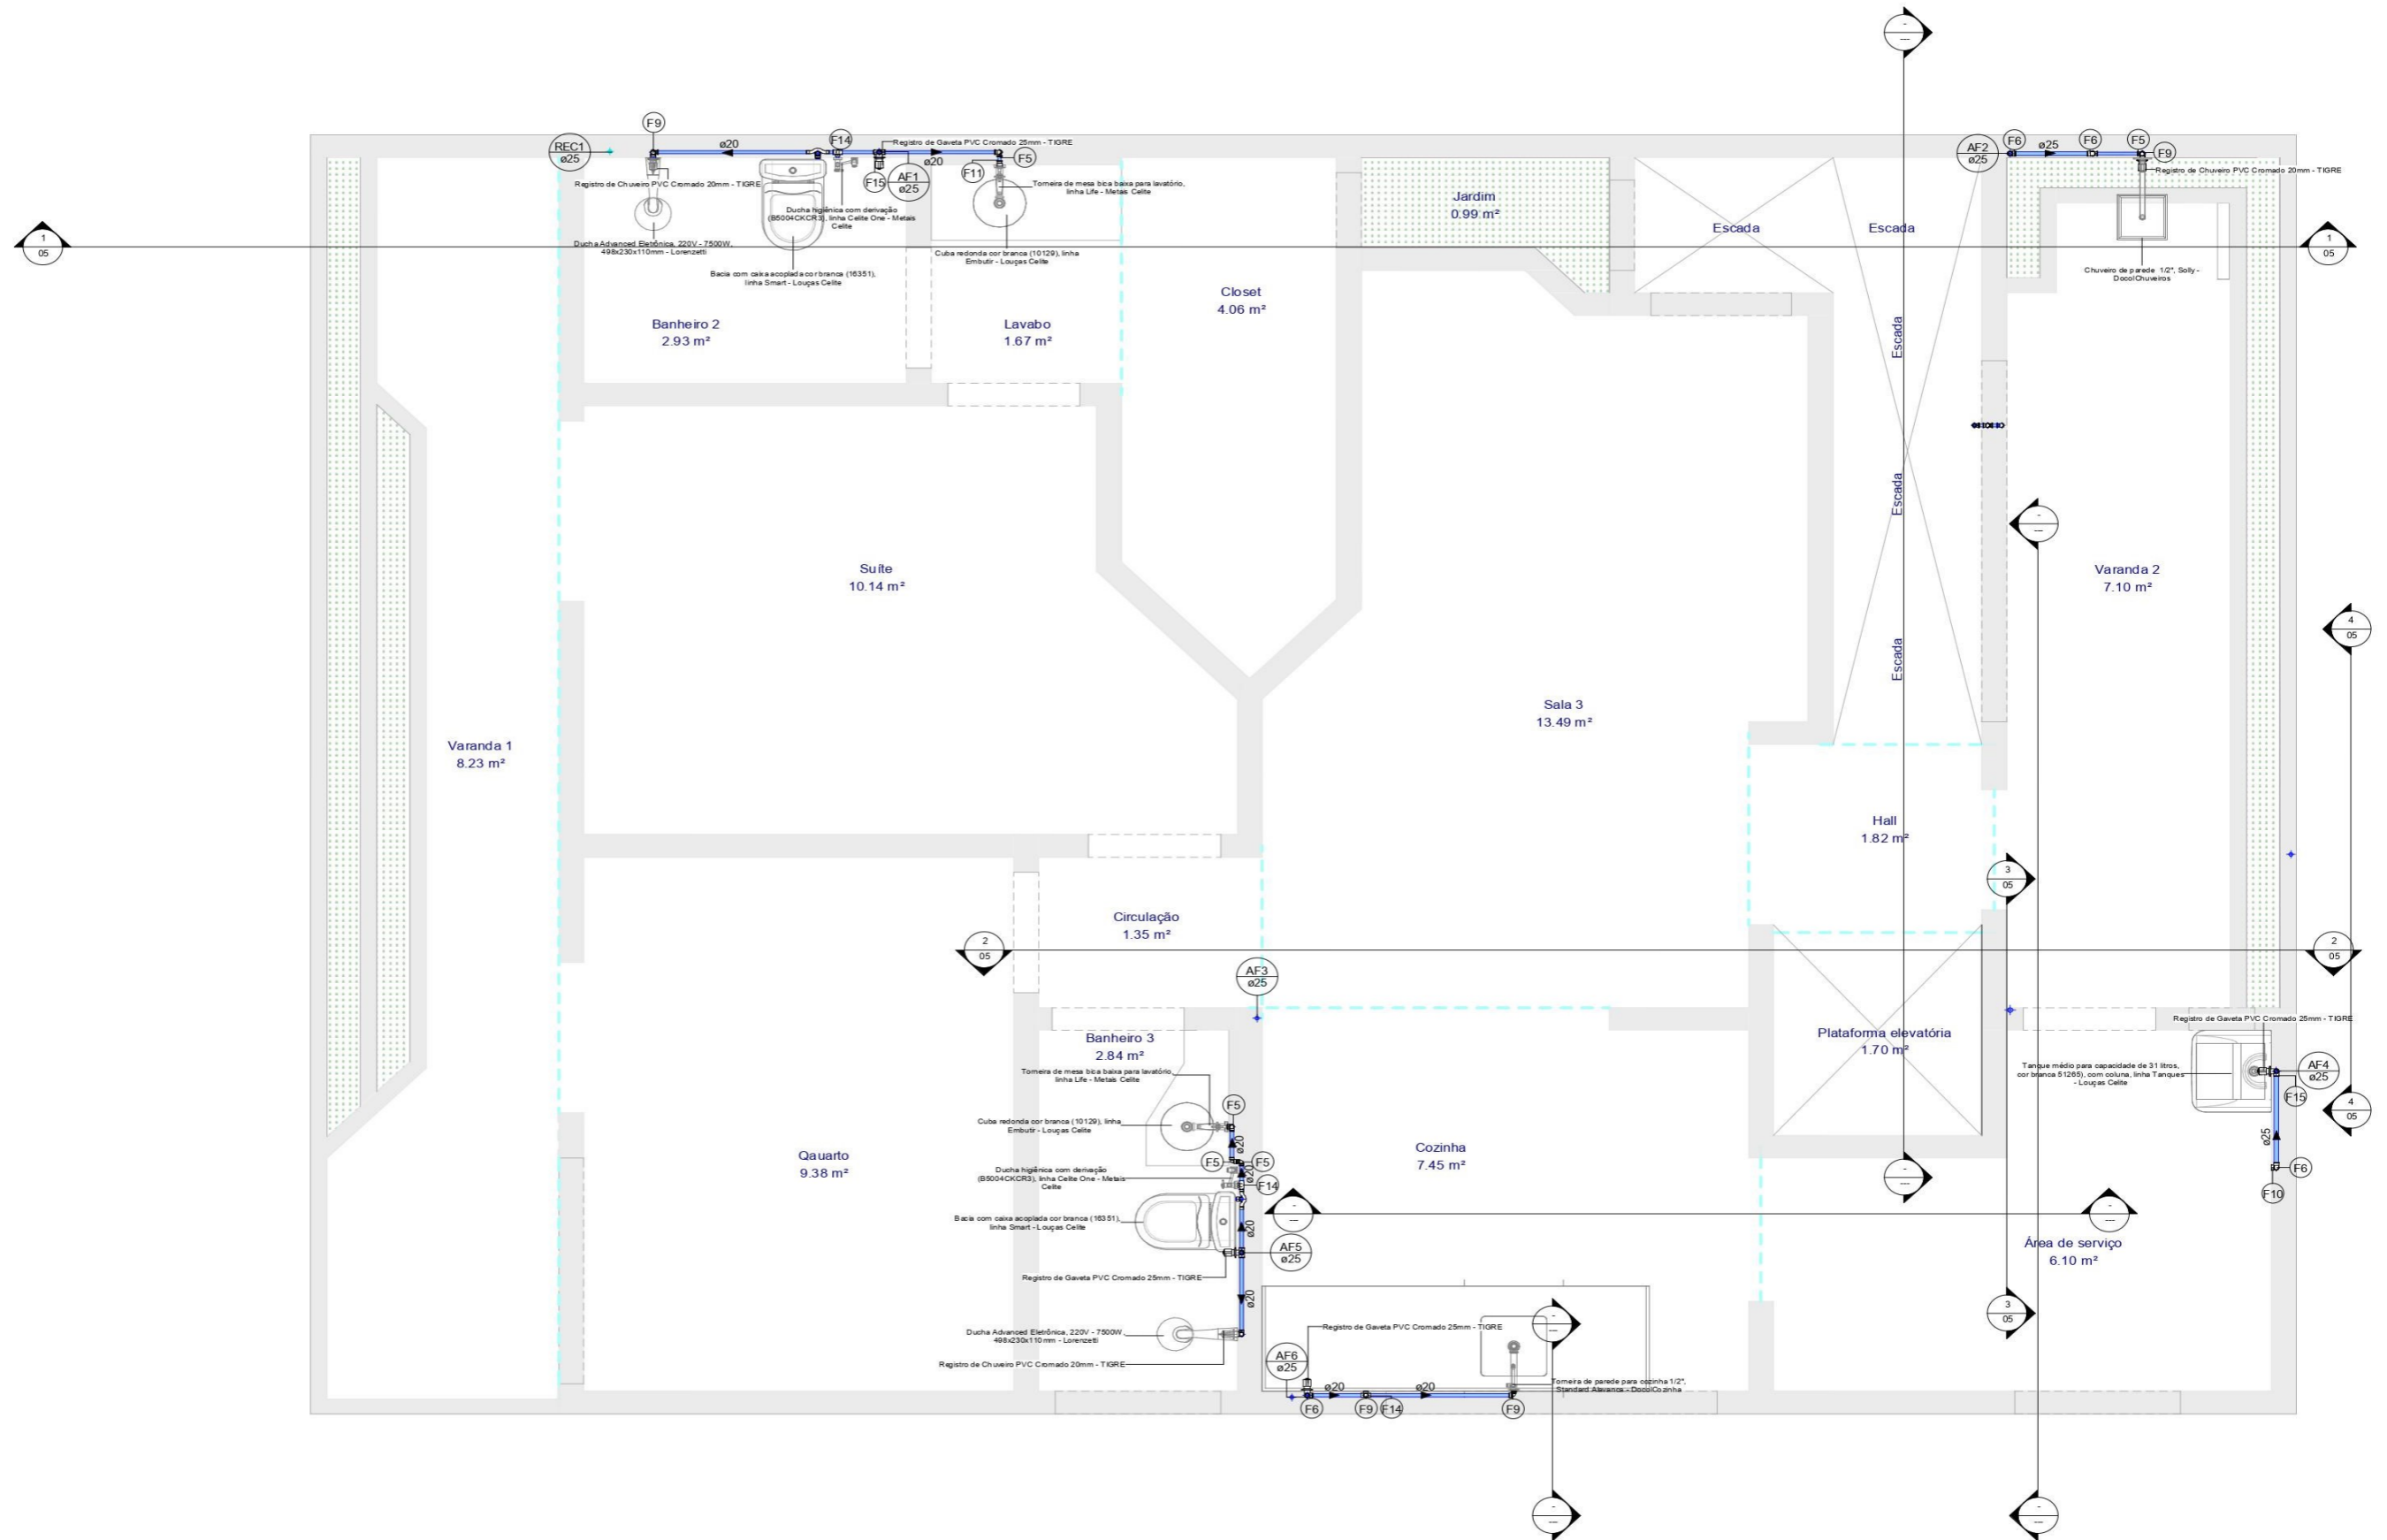 -
---
F9
REC1
ø25
ø20
F14
Registro de Gaveta PVC Cromado 25mm - TIGRE
ø20
F5
F11
F15
AF1
ø25
Registro de Chuveiro PVC Cromado 20mm - TIGRE
Torneira de mesa bica baixa para lavatório,
linha Life - Metais Celite
Ducha higiênica com derivação
(B5004CKCR3), linha Celite One - Metais
Celite
Ducha Advanced Eletrônica, 220V - 7500W,
498x230x110mm - Lorenzetti
Cuba redonda cor branca (10129), linha
Embutir - Louças Celite
Bacia com caixa acoplada cor branca (16351),
linha Smart - Louças Celite
AF2
ø25
F6
ø25
F6
F5
F9
Registro de Chuveiro PVC Cromado 20mm - TIGRE
Chuveiro de parede 1/2", Solly -
DocolChuveiros
Jardim
0.99 m²
Escada
Escada
1
05
1
05
Closet
4.06 m²
Banheiro 2
2.93 m²
Lavabo
1.67 m²
Escada
Escada
Escada
-
---
Suíte
10.14 m²
Varanda 2
7.10 m²
4
05
Sala 3
13.49 m²
Varanda 1
8.23 m²
Hall
1.82 m²
3
05
Circulação
1.35 m²
2
05
2
05
AF3
ø25
Banheiro 3
2.84 m²
Plataforma elevatória
1.70 m²
Registro de Gaveta PVC Cromado 25mm - TIGRE
Torneira de mesa bica baixa para lavatório,
linha Life - Metais Celite
Tanque médio para capacidade de 31 litros,
cor branca 51265), com coluna, linha Tanques
- Louças Celite
AF4
ø25
F15
4
05
F5
Cuba redonda cor branca (10129), linha
Embutir - Louças Celite
ø20
F5
F5
ø20
Cozinha
7.45 m²
ø25
F6
F10
Qauarto
9.38 m²
Ducha higiênica com derivação
(B5004CKCR3), linha Celite One - Metais
Celite
F14
-
---
Bacia com caixa acoplada cor branca (16351),
linha Smart - Louças Celite
ø20
-
---
-
---
AF5
ø25
Área de serviço
6.10 m²
Registro de Gaveta PVC Cromado 25mm - TIGRE
ø20
3
05
Ducha Advanced Eletrônica, 220V - 7500W,
498x230x110mm - Lorenzetti
Registro de Gaveta PVC Cromado 25mm - TIGRE
-
---
Registro de Chuveiro PVC Cromado 20mm - TIGRE
AF6
ø25
ø20
ø20
Torneira de parede para cozinha 1/2",
Standard Alavanca - DocolCozinha
F6
F9
F14
F9
-
---
-
---